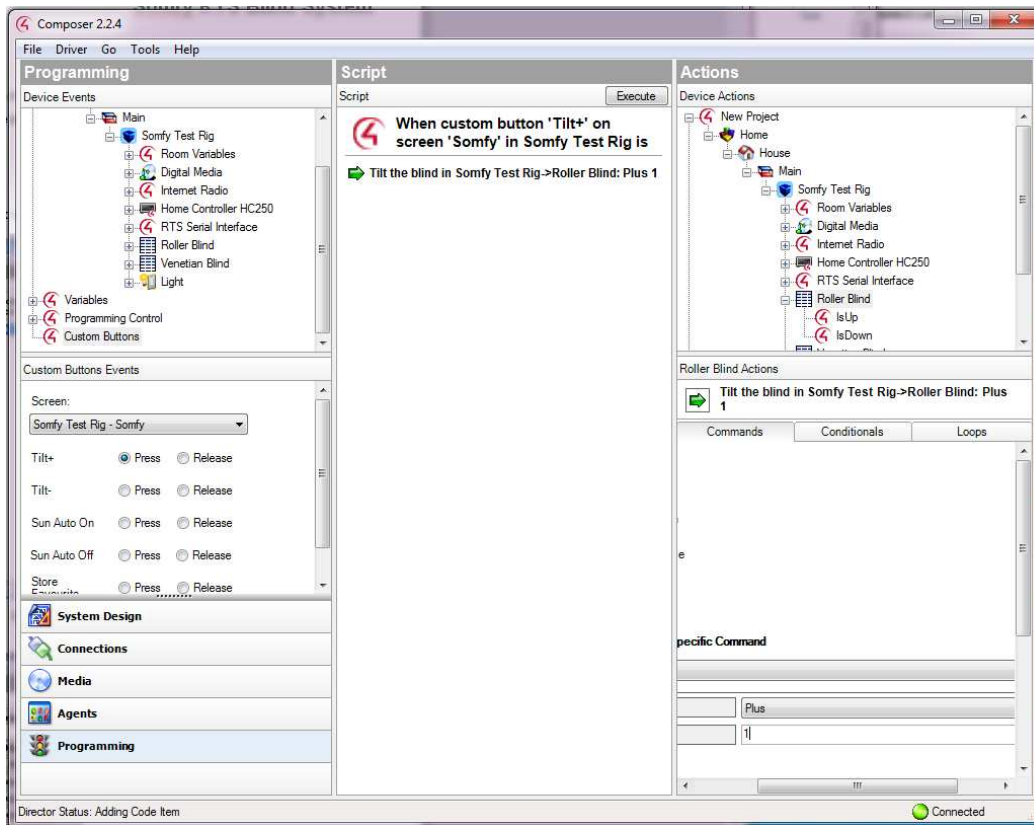 Composer 2.2.4
File Driver Go Tools Help
Programming
Device Events
Main
Somfy Test Rig
Room Variables
Digital Media
Internet Radio
Home Controller HC250
RTS Serial Interface
Roller Blind
Venetian Blind
Light
Variables
Programming Control
Custom Buttons
Custom Buttons Events
Screen:
Somfy Test Rig - Somfy
Tilt+ Press Release
Tilt- Press Release
Sun Auto On Press Release
Sun Auto Off Press Release
Store
Favourite Press Release
System Design
Connections
Media
Agents
Programming
Script
Script Execute
When custom button 'Tilt+' on
screen 'Somfy' in Somfy Test Rig is
Tilt the blind in Somfy Test Rig->Roller Blind: Plus 1
Actions
Device Actions
New Project
Home
House
Main
Somfy Test Rig
Room Variables
Digital Media
Internet Radio
Home Controller HC250
RTS Serial Interface
Roller Blind
IsUp
IsDown
Roller Blind Actions
Tilt the blind in Somfy Test Rig->Roller Blind: Plus
1
Commands Conditionals Loops
e
pecific Command
Plus
1
Director Status: Adding Code Item
Connected